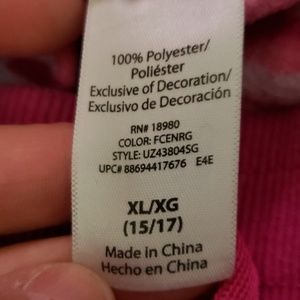 100% Polyester/
Poliéster
Exclusive of Decoration/
Exclusivo de Decoración
RN# 18980
COLOR: FCENRG
STYLE: UZ43804SG
UPC# 88694417676 E4E
XL/XG
(15/17)
Made in China
Hecho en China